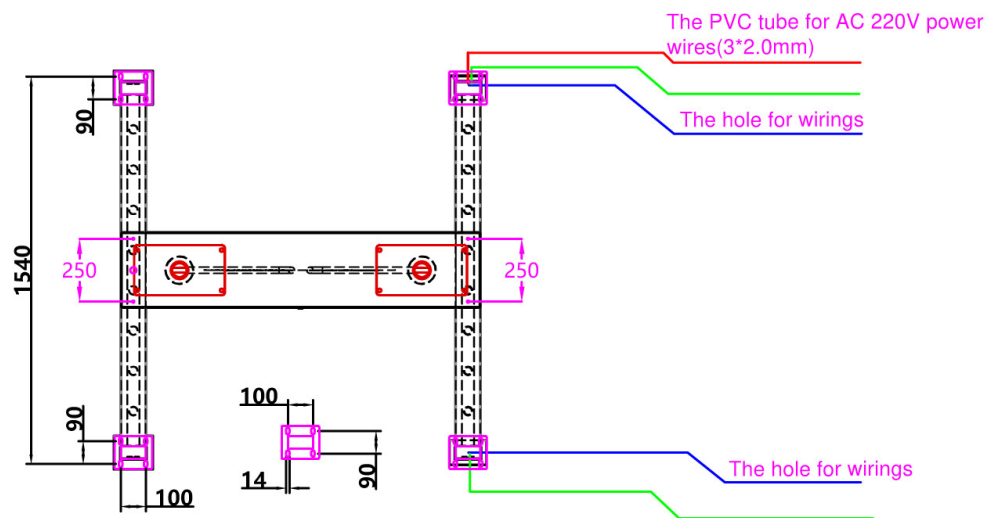 The PVC tube for AC 220V power
wires(3*2.0mm)
90
The hole for wirings
1540
250
250
100
90
90
14
100
The hole for wirings